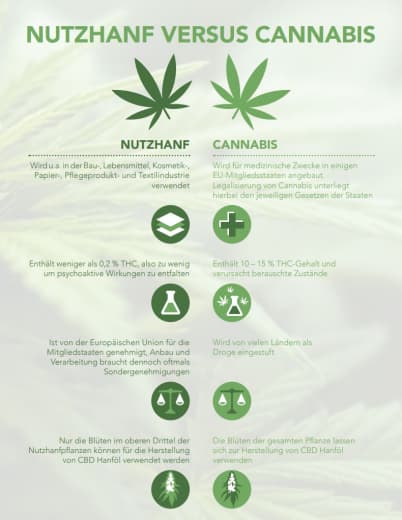 NUTZHANF VERSUS CANNABIS
NUTZHANF
Wird u.a. in der Bau-, Lebensmittel, Kosmetik-,
Papier-, Pflegeprodukt- und Textilindustrie
verwendet
CANNABIS
Wird für medizinische Zwecke in einigen
EU-Mitgliedsstaaten angebaut.
Legalisierung von Cannabis unterliegt
hierbei den jeweiligen Gesetzen der Staaten
Enthält weniger als 0,2 % THC, also zu wenig
um psychoaktive Wirkungen zu entfalten
Enthält 10 – 15 % THC-Gehalt und
verursacht berauschte Zustände
Ist von der Europäischen Union für die
Mitgliedstaaten genehmigt, Anbau und
Verarbeitung braucht dennoch oftmals
Sondergenehmigungen
Wird von vielen Ländern als
Droge eingestuft
Nur die Blüten im oberen Drittel der
Nutzhanfpflanzen können für die Herstellung
von CBD Hanföl verwendet werden
Die Blüten der gesamten Pflanze lassen
sich zur Herstellung von CBD Hanföl
verwenden